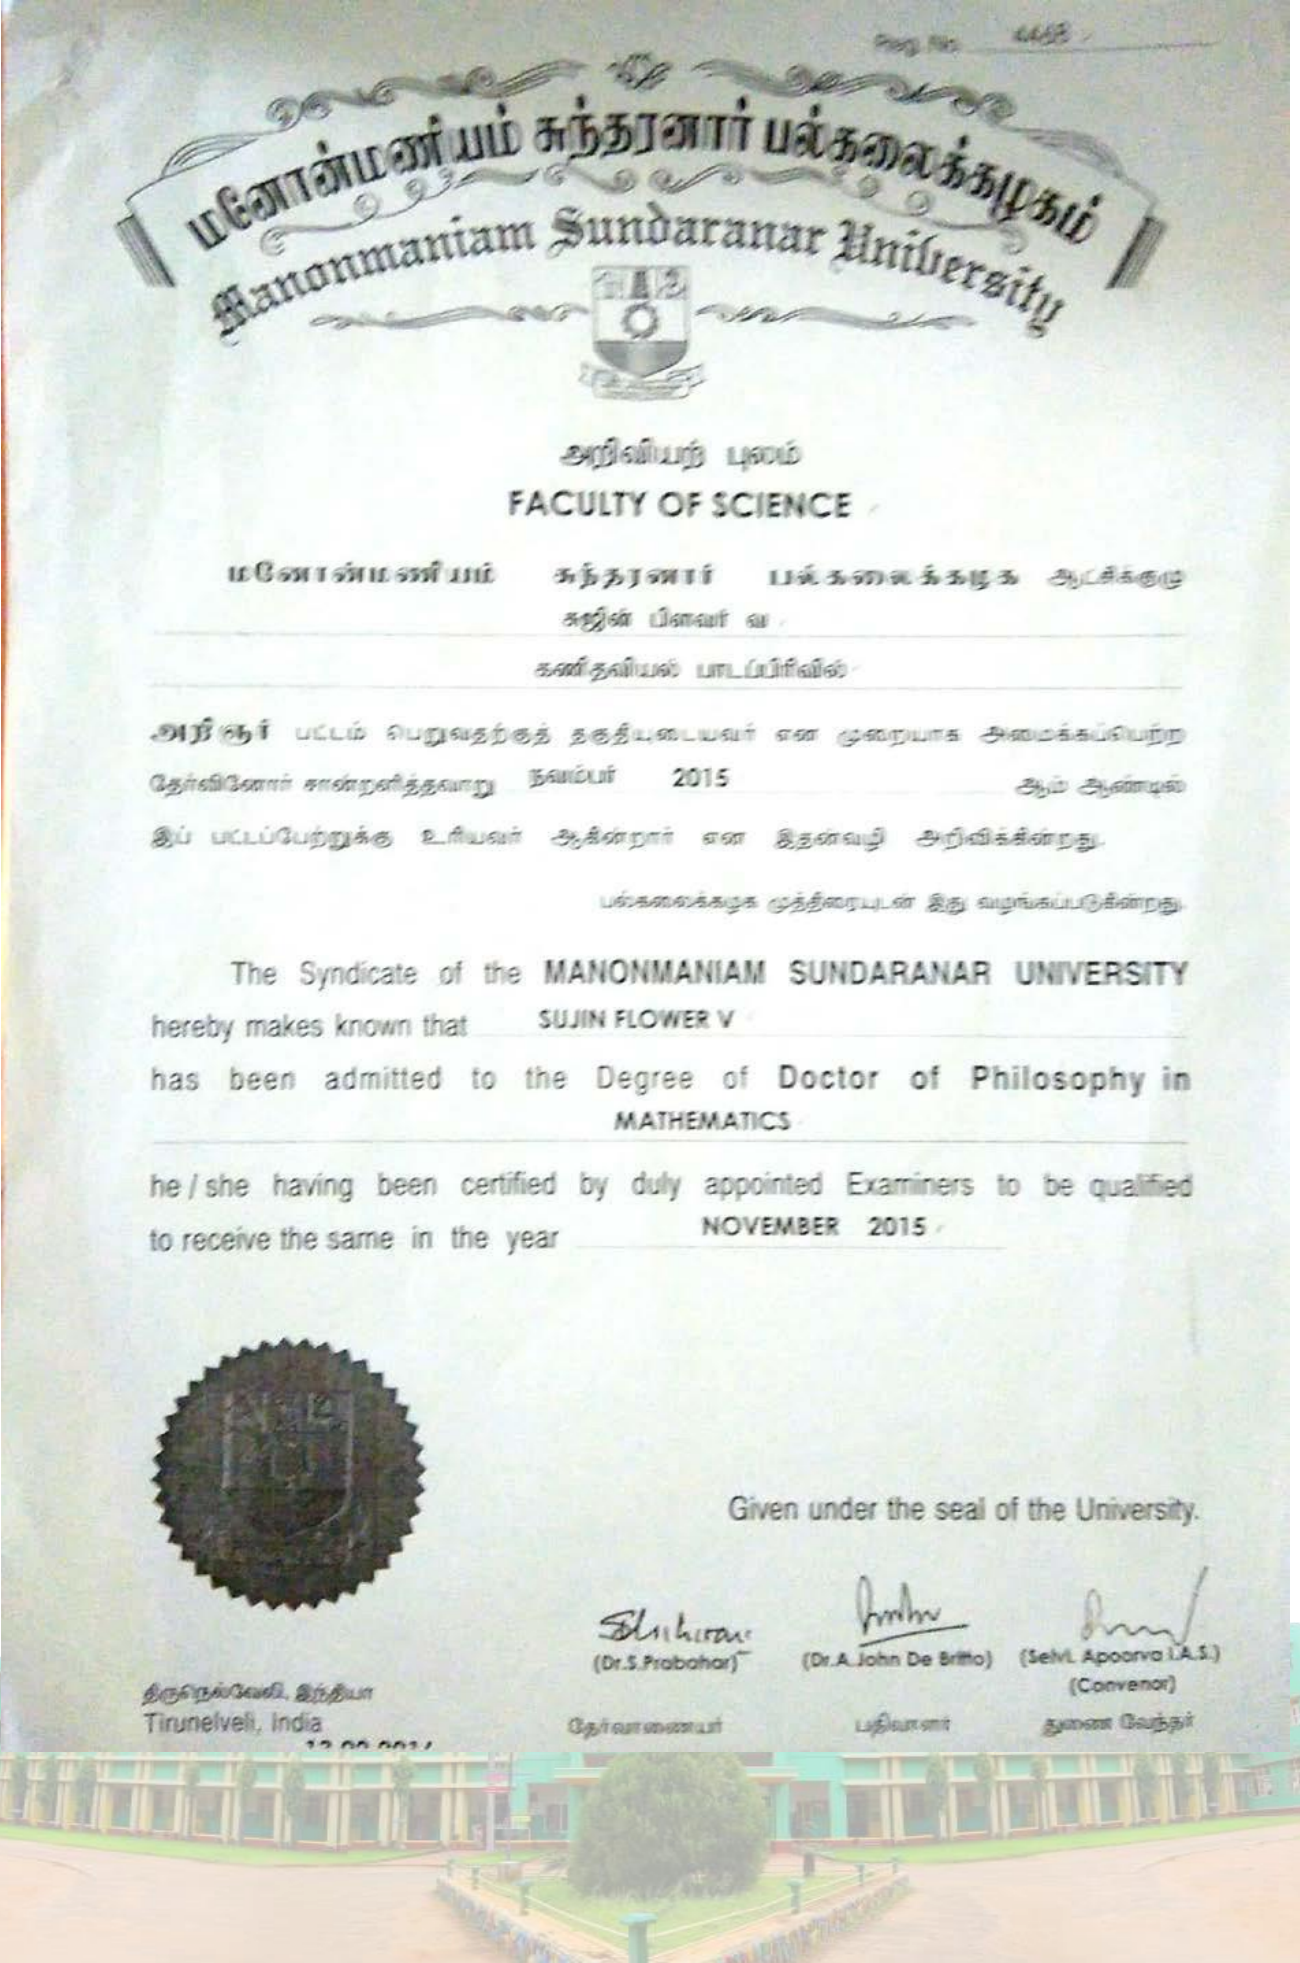 Reg. No. 4468
மனோன்மணியம் சுந்தரனார் பல்கலைக்கழகம்
Manonmaniam Sundaranar University
அறிவியற் புலம்
FACULTY OF SCIENCE
மனோன்மணியம் சுந்தரனார் பல்கலைக்கழக ஆட்சிக்குழு
சுஜின் பிளவர் வ
கணிதவியல் பாடப்பிரிவில்
அறிஞர் பட்டம் பெறுவதற்குத் தகுதியுடையவர் என முறையாக அமைக்கப்பெற்ற
தேர்வினோர் சான்றளித்தவாறு நவம்பர் 2015 ஆம் ஆண்டில்
இப் பட்டப்பேற்றுக்கு உரியவர் ஆகின்றார் என இதன்வழி அறிவிக்கின்றது.
பல்கலைக்கழக முத்திரையுடன் இது வழங்கப்படுகின்றது.
The Syndicate of the MANONMANIAM SUNDARANAR UNIVERSITY
hereby makes known that SUJIN FLOWER V
has been admitted to the Degree of Doctor of Philosophy in
MATHEMATICS
he / she having been certified by duly appointed Examiners to be qualified
to receive the same in the year NOVEMBER 2015
Given under the seal of the University.
(Dr.S.Prabahar) (Dr.A.John De Britto) (Selvi. Apoorva I.A.S.)
(Convenor)
திருநெல்வேலி, இந்தியா
Tirunelveli, India
தேர்வாணையர் பதிவாளர் துணை வேந்தர்